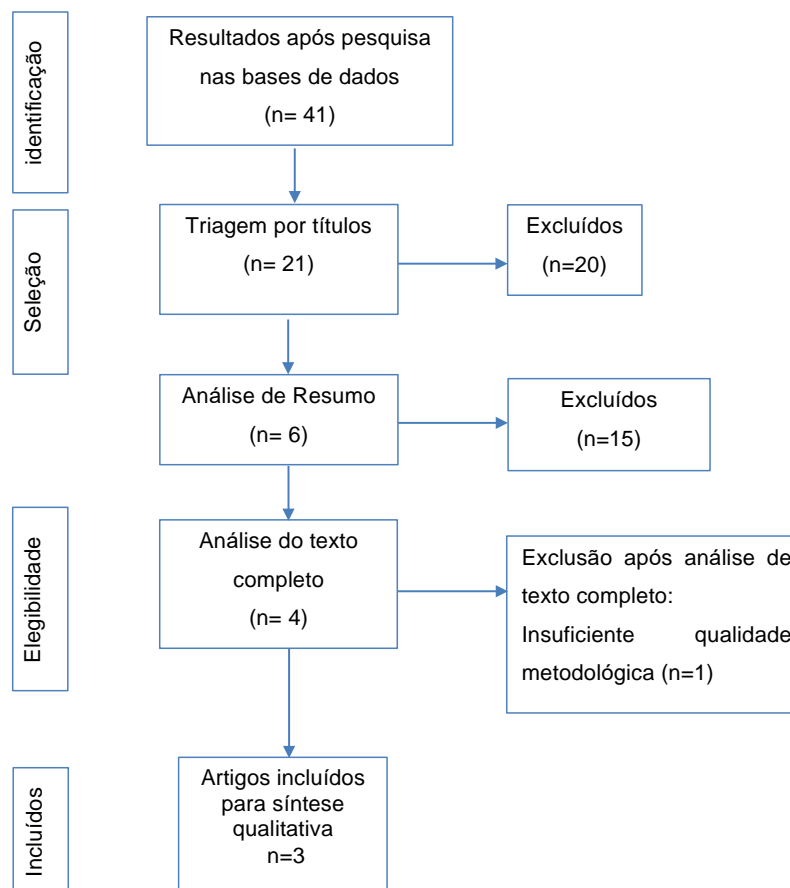 identificação
Resultados após pesquisa
nas bases de dados
(n= 41)
Seleção
Triagem por títulos
(n= 21)
Excluídos
(n=20)
Análise de Resumo
(n= 6)
Excluídos
(n=15)
Elegibilidade
Análise do texto
completo
(n= 4)
Exclusão após análise de
texto completo:
Insuficiente qualidade
metodológica (n=1)
Incluídos
Artigos incluídos
para síntese
qualitativa
n=3